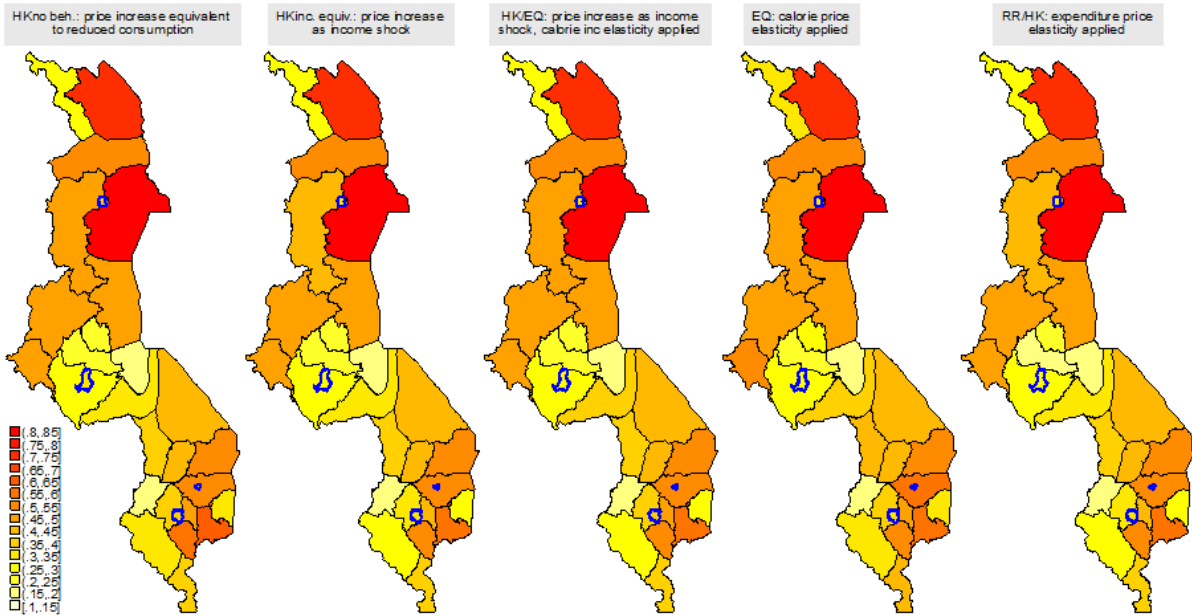 HKno beh.: price increase equivalent
to reduced consumption
HKinc. equiv.: price increase
as income shock
HK/EQ: price increase as income
shock, calorie inc elasticity applied
EQ: calorie price
elasticity applied
RR/HK: expenditure price
elasticity applied
(.8,.85]
(.75,.8]
(.7,.75]
(.65,.7]
(.6,.65]
(.55,.6]
(.5,.55]
(.45,.5]
(.4,.45]
(.35,.4]
(.3,.35]
(.25,.3]
(.2,.25]
(.15,.2]
[.1,.15]